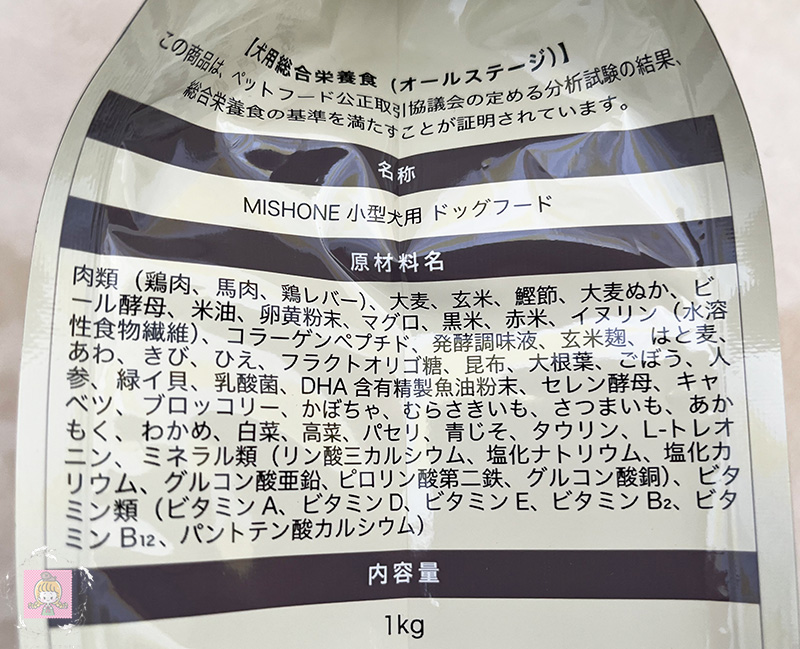 【犬用総合栄養食（オールステージ）】
この商品は、ペットフード公正取引協議会の定める分析試験の結果、
総合栄養食の基準を満たすことが証明されています。
名称
MISHONE 小型犬用 ドッグフード
原材料名
肉類（鶏肉、馬肉、鶏レバー）、大麦、玄米、鰹節、大麦ぬか、ビ
ール酵母、米油、卵黄粉末、マグロ、黒米、赤米、イヌリン（水溶
性食物繊維）、コラーゲンペプチド、発酵調味液、玄米麹、はと麦、
あわ、きび、ひえ、フラクトオリゴ糖、昆布、大根葉、ごぼう、人
参、緑イ貝、乳酸菌、DHA 含有精製魚油粉末、セレン酵母、キャ
ベツ、ブロッコリー、かぼちゃ、むらさきいも、さつまいも、あか
もく、わかめ、白菜、高菜、パセリ、青じそ、タウリン、L-トレオ
ニン、ミネラル類（リン酸三カルシウム、塩化ナトリウム、塩化カ
リウム、グルコン酸亜鉛、ピロリン酸第二鉄、グルコン酸銅）、ビタ
ミン類（ビタミン A、ビタミン D、ビタミン E、ビタミン B₂、ビタ
ミン B₁₂、パントテン酸カルシウム）
内容量
1kg